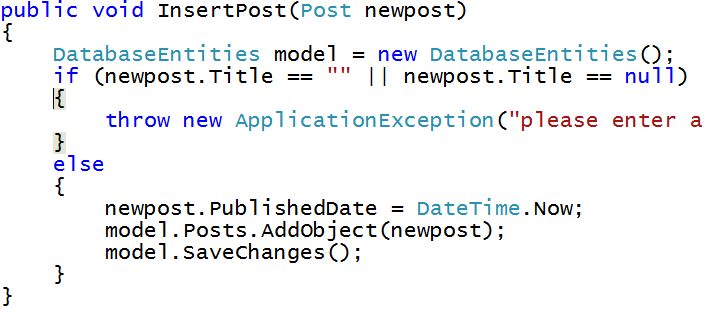 public void InsertPost(Post newpost)
{
    DatabaseEntities model = new DatabaseEntities();
    if (newpost.Title == "" || newpost.Title == null)
    {
        throw new ApplicationException("please enter a
    }
    else
    {
        newpost.PublishedDate = DateTime.Now;
        model.Posts.AddObject(newpost);
        model.SaveChanges();
    }
}